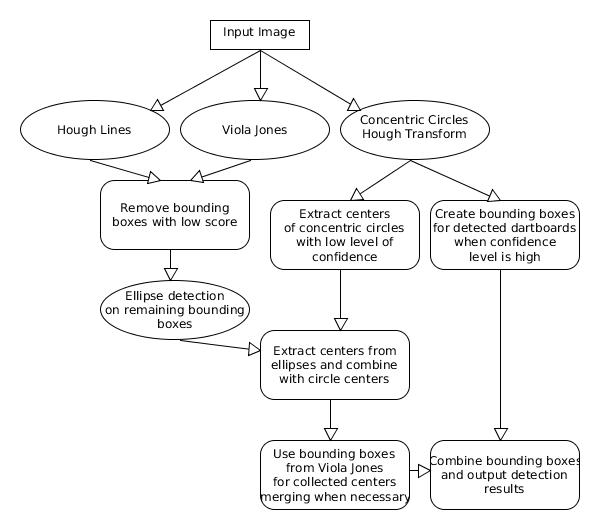 Input Image
Hough Lines
Viola Jones
Concentric Circles
Hough Transform
Remove bounding
boxes with low score
Extract centers
of concentric circles
with low level of
confidence
Create bounding boxes
for detected dartboards
when confidence
level is high
Ellipse detection
on remaining bounding
boxes
Extract centers from
ellipses and combine
with circle centers
Use bounding boxes
from Viola Jones
for collected centers
merging when necessary
Combine bounding boxes
and output detection
results